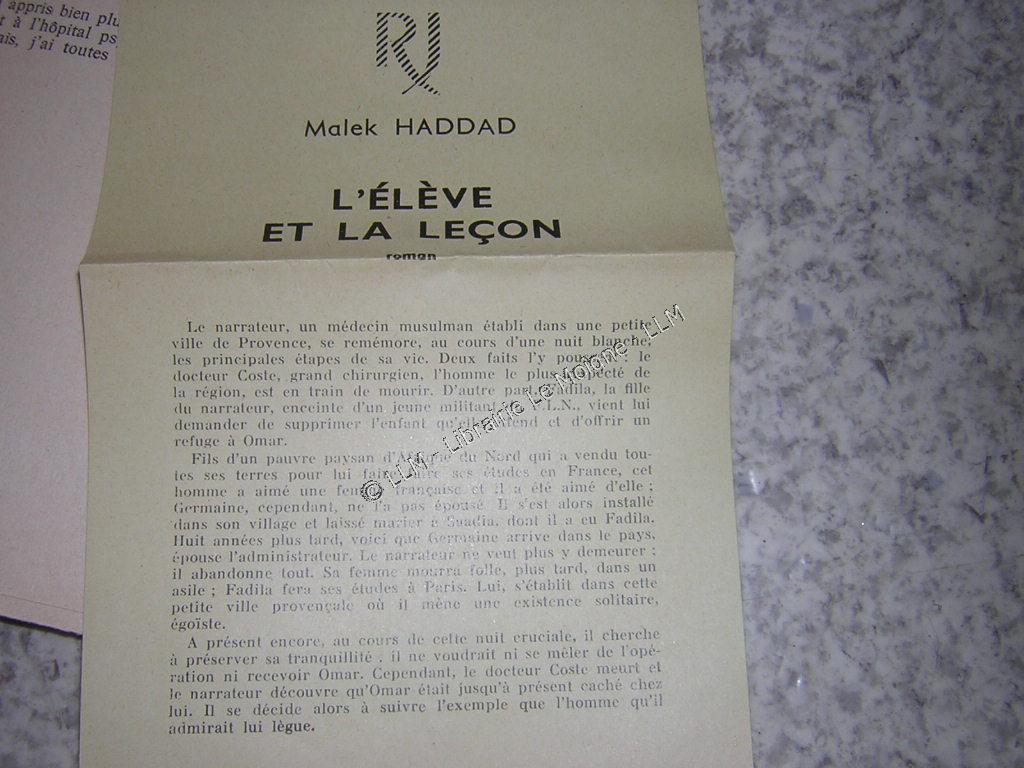 appris bien plu
t à l'hôpital ps
ais, j'ai toutes
RJ
Malek HADDAD
L'ÉLÈVE
ET LA LEÇON
roman
Le narrateur, un médecin musulman établi dans une petite
ville de Provence, se remémore, au cours d'une nuit blanche,
les principales étapes de sa vie. Deux faits l'y poussent : le
docteur Coste, grand chirurgien, l'homme le plus respecté de
la région, est en train de mourir. D'autre part, Fadila, la fille
du narrateur, enceinte d'un jeune militant F.L.N., vient lui
demander de supprimer l'enfant qu'elle attend et d'offrir un
refuge à Omar.
Fils d'un pauvre paysan d'Afrique du Nord qui a vendu tou-
tes ses terres pour lui faire faire ses études en France, cet
homme a aimé une femme française et il a été aimé d'elle ;
Germaine, cependant, ne l'a pas épousé. Il s'est alors installé
dans son village et laissé marier à Saadia, dont il a eu Fadila.
Huit années plus tard, voici que Germaine arrive dans le pays,
épouse l'administrateur. Le narrateur ne veut plus y demeurer ;
il abandonne tout. Sa femme mourra folle, plus tard, dans un
asile ; Fadila fera ses études à Paris. Lui, s'établit dans cette
petite ville provençale où il mène une existence solitaire,
égoïste.
A présent encore, au cours de cette nuit cruciale, il cherche
à préserver sa tranquillité , il ne voudrait ni se mêler de l'opé-
ration ni recevoir Omar. Cependant, le docteur Coste meurt et
le narrateur découvre qu'Omar était jusqu'à présent caché chez
lui. Il se décide alors à suivre l'exemple que l'homme qu'il
admirait lui lègue.
© LLM - Librairie Le Molone - LLM